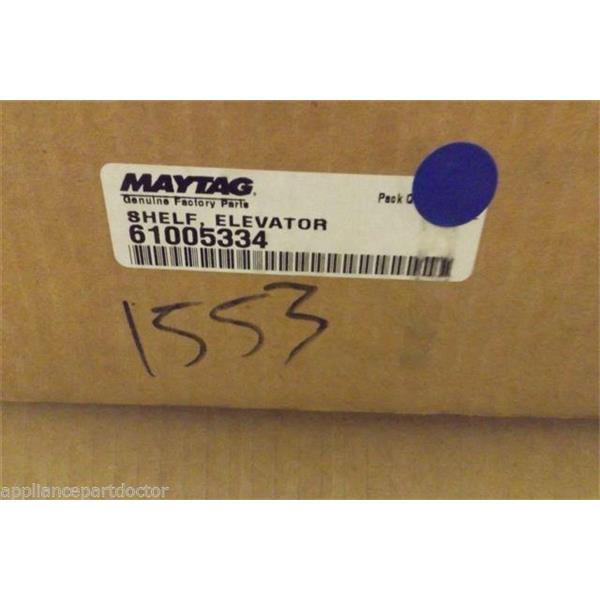 MAYTAG
Genuine Factory Parts
Pack
SHELF, ELEVATOR
61005334
1553
appliancepartdoctor